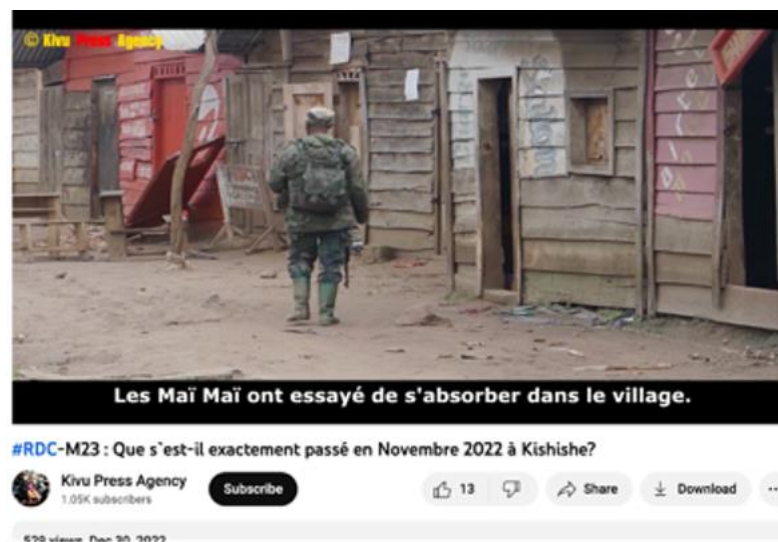 © Kivu Press Agency
Les Maï Maï ont essayé de s'absorber dans le village.
#RDC-M23 : Que s`est-il exactement passé en Novembre 2022 à Kishishe?
Kivu Press Agency
1.05K subscribers
Subscribe
13
Share
Download
529 views Dec 30, 2022